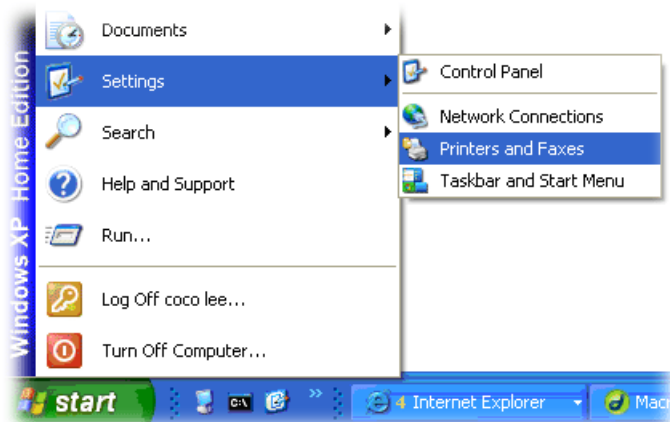 Windows XP Home Edition
Documents
Settings
Search
Help and Support
Run...
Log Off coco lee...
Turn Off Computer...
Control Panel
Network Connections
Printers and Faxes
Taskbar and Start Menu
start
C:\
»
4 Internet Explorer
Macr